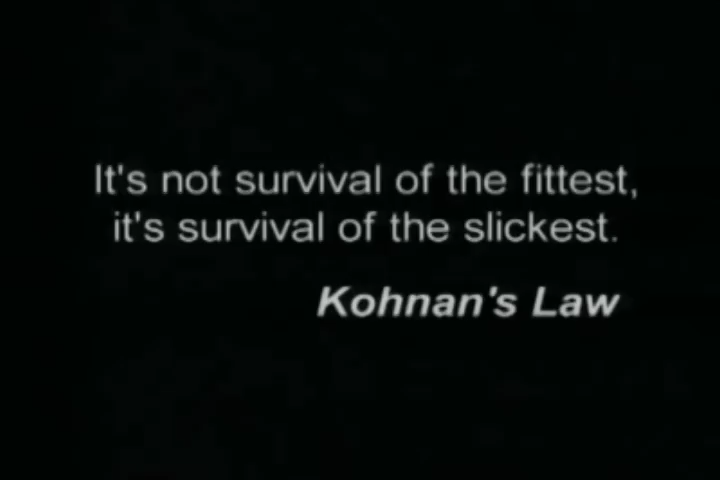 It's not survival of the fittest,
it's survival of the slickest.
Kohnan's Law